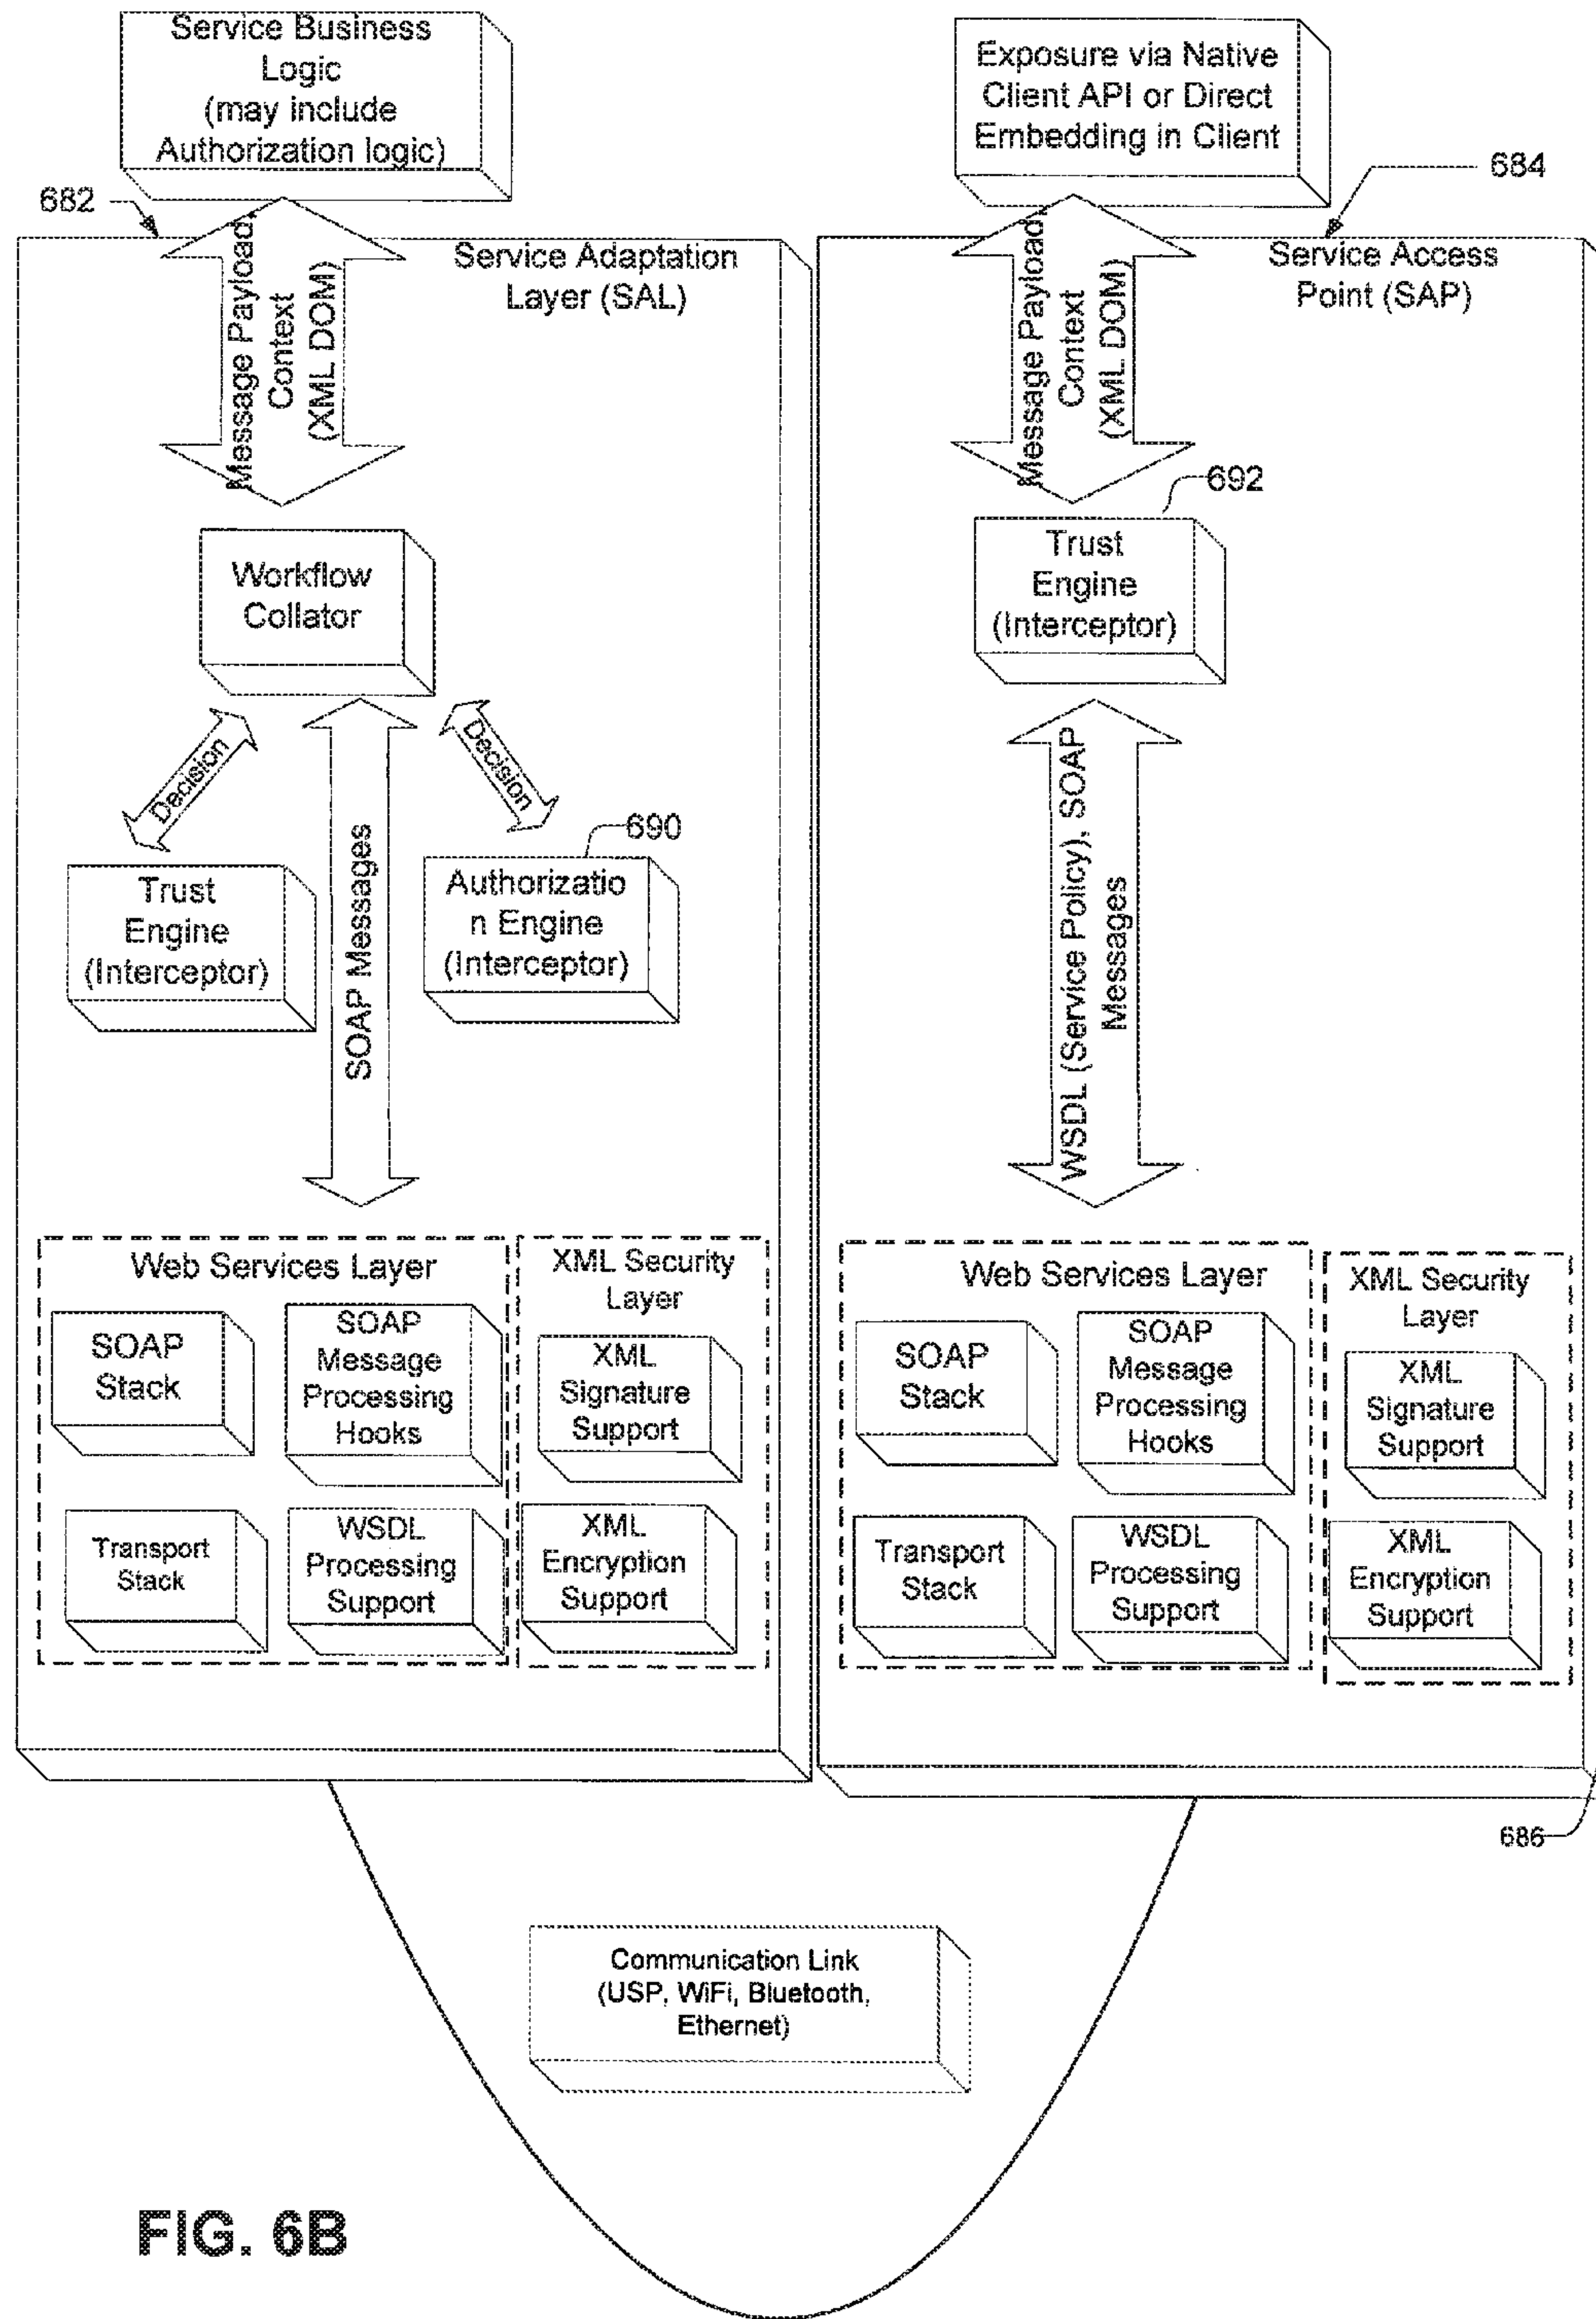 Service Business
Logic
(may include
Authorization logic)
682
Service Adaptation
Layer (SAL)
Message Payload,
Context
(XML DOM)
Workflow
Collator
Decision
Decision
SOAP Messages
690
Trust
Engine
(Interceptor)
Authorizatio
n Engine
(Interceptor)
Web Services Layer
SOAP
Stack
SOAP
Message
Processing
Hooks
Transport
Stack
WSDL
Processing
Support
XML Security
Layer
XML
Signature
Support
XML
Encryption
Support
Exposure via Native
Client API or Direct
Embedding in Client
684
Service Access
Point (SAP)
Message Payload,
Context
(XML DOM)
692
Trust
Engine
(Interceptor)
WSDL (Service Policy), SOAP
Messages
Web Services Layer
SOAP
Stack
SOAP
Message
Processing
Hooks
Transport
Stack
WSDL
Processing
Support
XML Security
Layer
XML
Signature
Support
XML
Encryption
Support
686
Communication Link
(USP, WiFi, Bluetooth,
Ethernet)
FIG. 6B